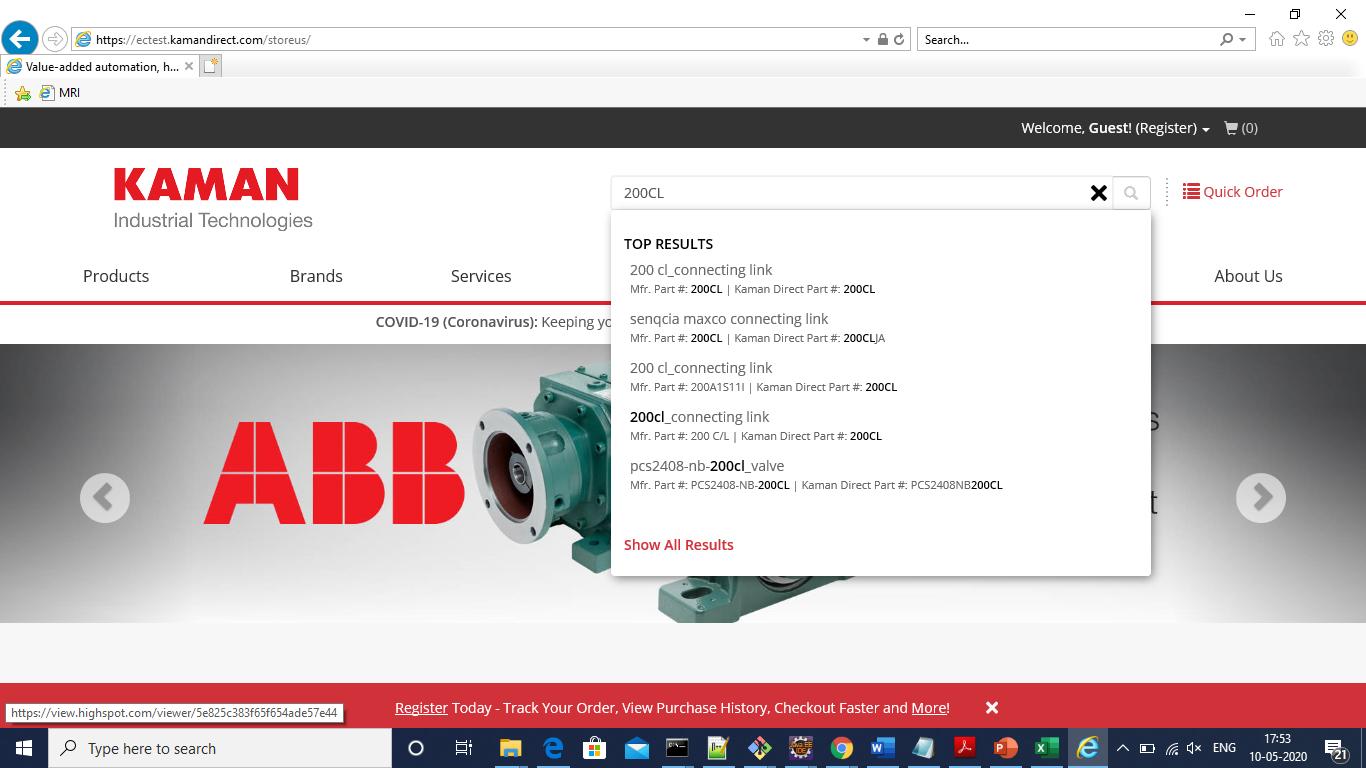 https://ectest.kamandirect.com/storeus/
Search...
Value-added automation, h...
MRI
Welcome, Guest! (Register)
(0)
KAMAN
Industrial Technologies
200CL
Quick Order
Products
Brands
Services
About Us
TOP RESULTS
200 cl_connecting link
Mfr. Part #: 200CL | Kaman Direct Part #: 200CL
senqcia maxco connecting link
Mfr. Part #: 200CL | Kaman Direct Part #: 200CLJA
200 cl_connecting link
Mfr. Part #: 200A1S11I | Kaman Direct Part #: 200CL
200cl_connecting link
Mfr. Part #: 200 C/L | Kaman Direct Part #: 200CL
pcs2408-nb-200cl_valve
Mfr. Part #: PCS2408-NB-200CL | Kaman Direct Part #: PCS2408NB200CL
Show All Results
COVID-19 (Coronavirus): Keeping yo
ABB
s
t
Register Today - Track Your Order, View Purchase History, Checkout Faster and More!
https://view.highspot.com/viewer/5e825c383f65f654ade57e44
Type here to search
ENG
17:53
10-05-2020
21